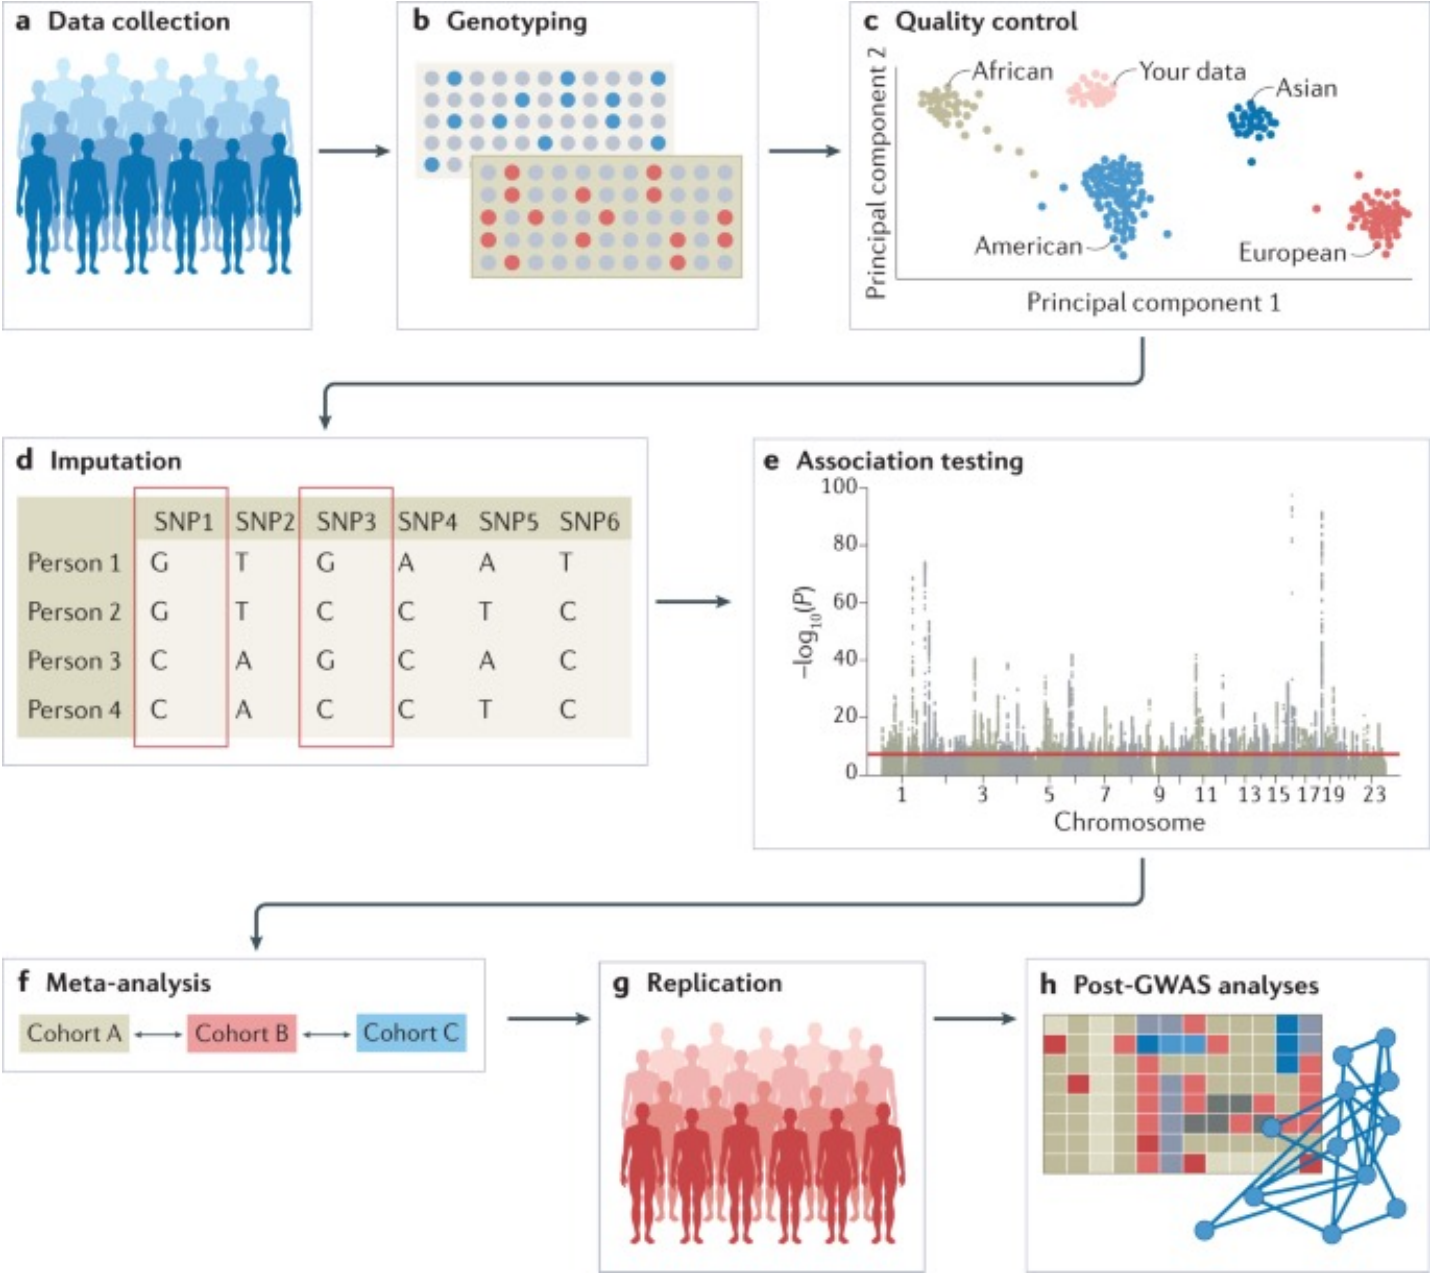 a Data collection
b Genotyping
c Quality control
Principal component 2
African
Your data
Asian
American
European
Principal component 1
d Imputation
SNP1 SNP2 SNP3 SNP4 SNP5 SNP6
Person 1 G T G A A T
Person 2 G T C C T C
Person 3 C A G C A C
Person 4 C A C C T C
e Association testing
100
80
60
40
20
0
–log10(P)
1 3 5 7 9 11 13 15 17 19 23
Chromosome
f Meta-analysis
Cohort A Cohort B Cohort C
g Replication
h Post-GWAS analyses